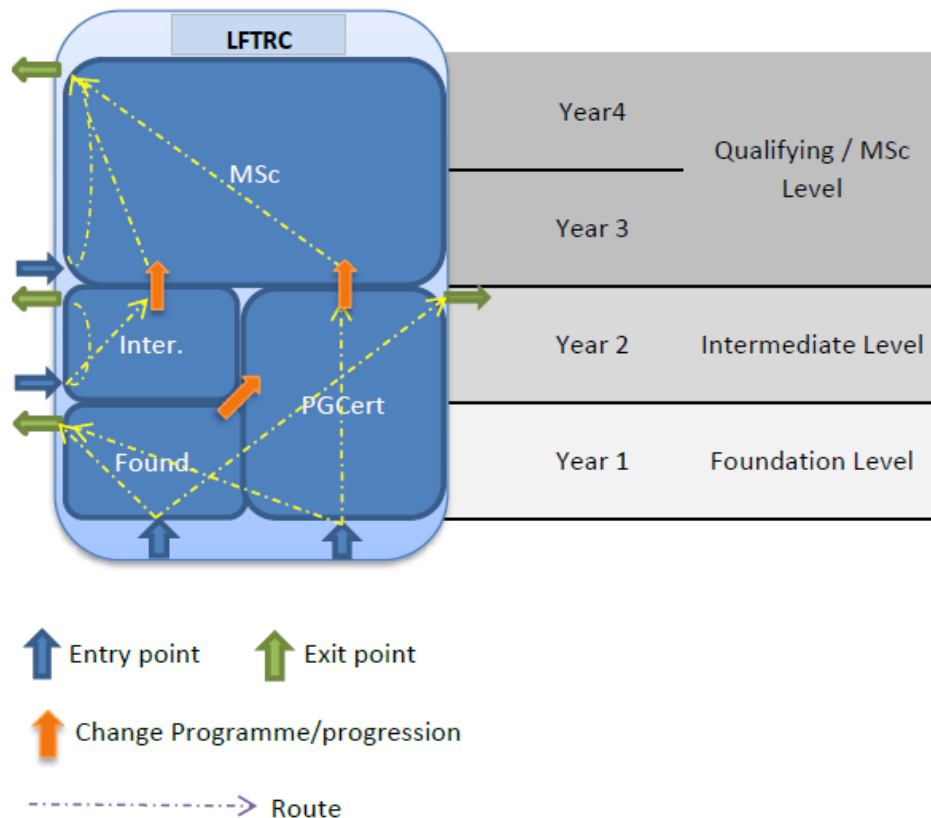 LFTRC
Year4
Qualifying / MSc
Level
MSc
Year 3
Inter.
Year 2
Intermediate Level
PGCert
Found.
Year 1
Foundation Level
Entry point
Exit point
Change Programme/progression
Route